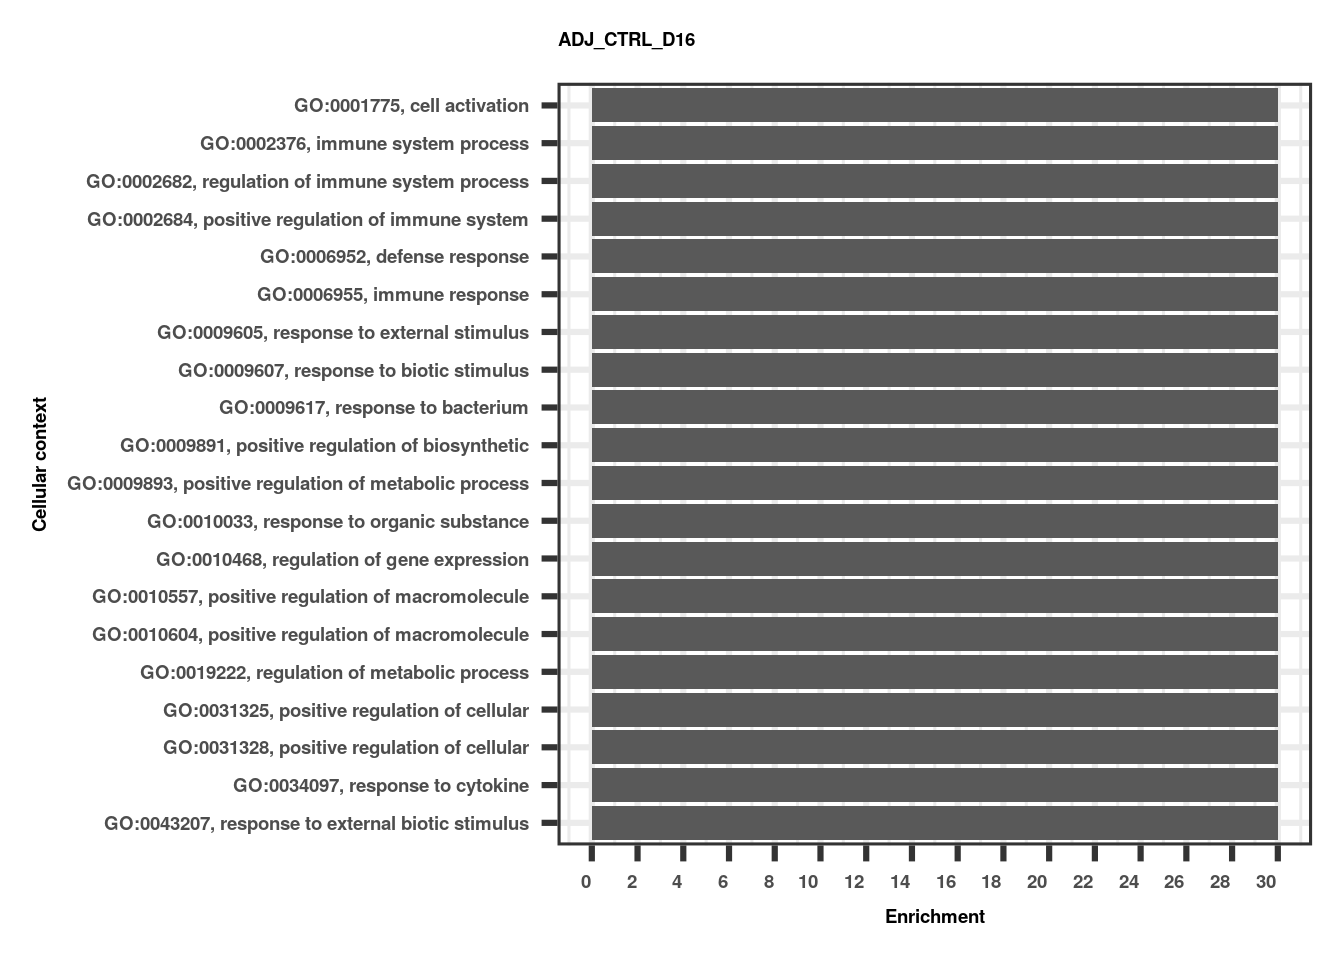 ADJ_CTRL_D16
GO:0001775, cell activation
GO:0002376, immune system process
GO:0002682, regulation of immune system process
GO:0002684, positive regulation of immune system
GO:0006952, defense response
GO:0006955, immune response
GO:0009605, response to external stimulus
GO:0009607, response to biotic stimulus
GO:0009617, response to bacterium
GO:0009891, positive regulation of biosynthetic
GO:0009893, positive regulation of metabolic process
GO:0010033, response to organic substance
GO:0010468, regulation of gene expression
GO:0010557, positive regulation of macromolecule
GO:0010604, positive regulation of macromolecule
GO:0019222, regulation of metabolic process
GO:0031325, positive regulation of cellular
GO:0031328, positive regulation of cellular
GO:0034097, response to cytokine
GO:0043207, response to external biotic stimulus
Cellular context
0 2 4 6 8 10 12 14 16 18 20 22 24 26 28 30
Enrichment